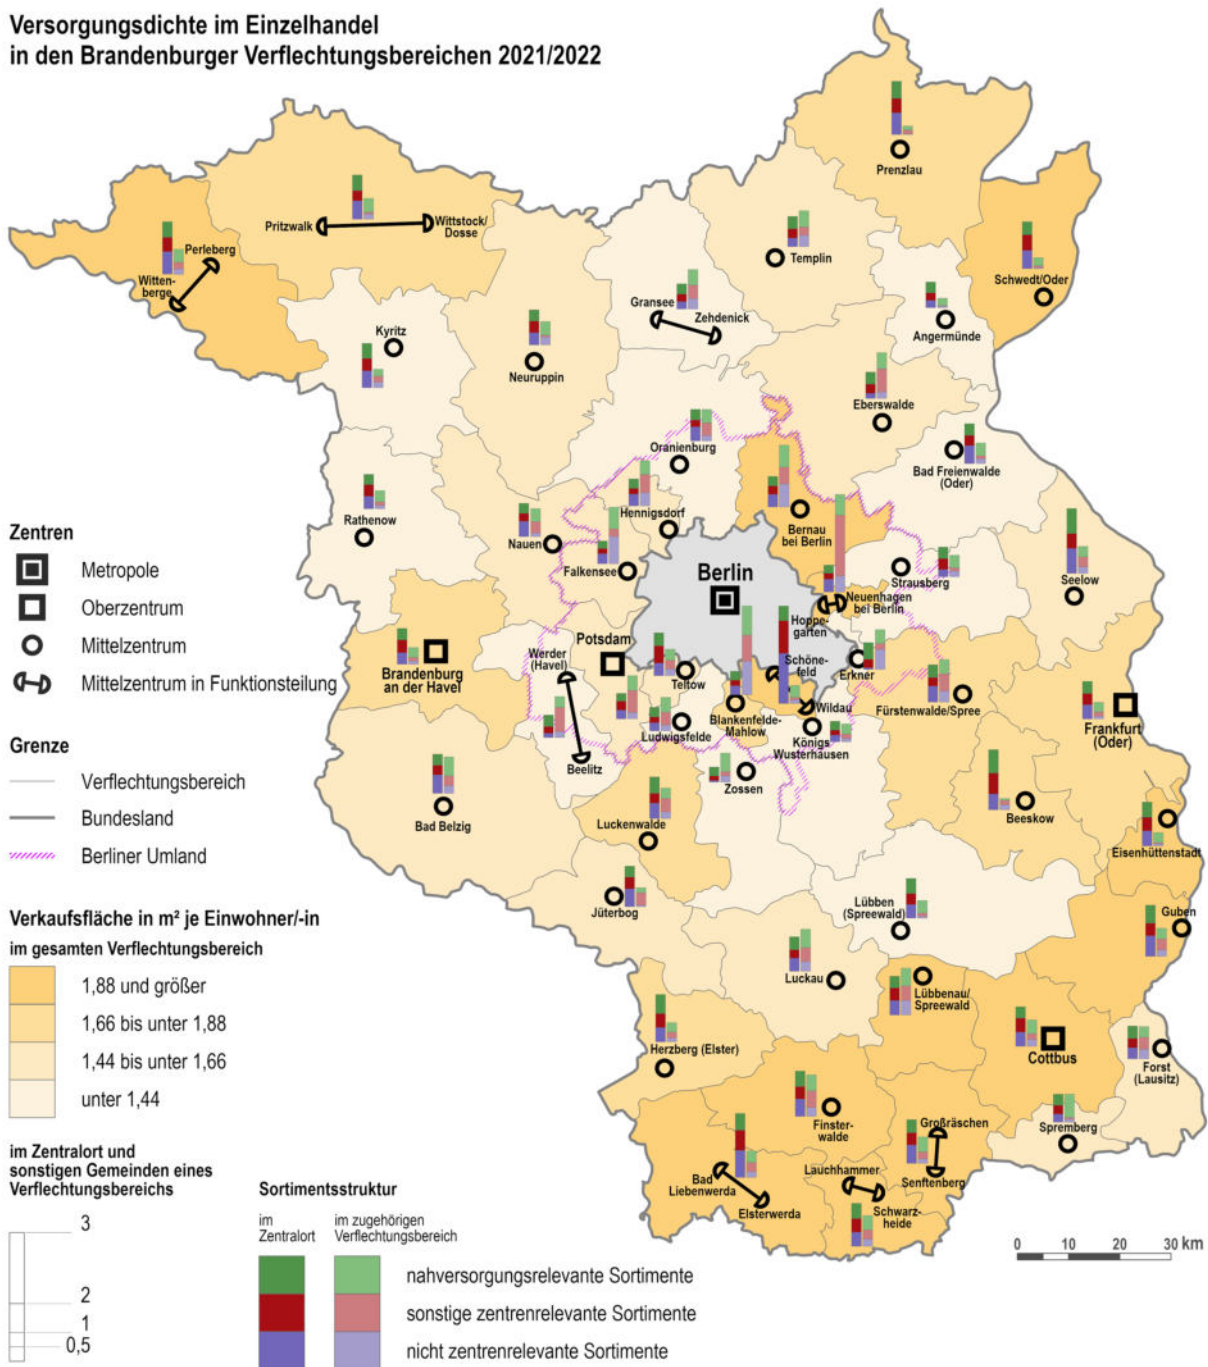 Versorgungsdichte im Einzelhandel
in den Brandenburger Verflechtungsbereichen 2021/2022
Prenzlau
Pritzwalk
Wittstock/
Dosse
Perleberg
Witten-
berge
Templin
Schwedt/Oder
Gransee
Zehdenick
Angermünde
Kyritz
Neuruppin
Eberswalde
Oranienburg
Bad Freienwalde
(Oder)
Rathenow
Hennigsdorf
Nauen
Bernau
bei Berlin
Falkensee
Strausberg
Seelow
Berlin
Neuenhagen
bei Berlin
Hoppe-
garten
Potsdam
Werder
(Havel)
Schöne-
feld
Erkner
Brandenburg
an der Havel
Teltow
Fürstenwalde/Spree
Wildau
Blankenfelde-
Mahlow
Ludwigsfelde
Königs
Wusterhausen
Frankfurt
(Oder)
Beelitz
Zossen
Bad Belzig
Luckenwalde
Beeskow
Eisenhüttenstadt
Jüterbog
Lübben
(Spreewald)
Guben
Luckau
Lübbenau/
Spreewald
Herzberg (Elster)
Cottbus
Forst
(Lausitz)
Finster-
walde
Großräschen
Spremberg
Lauchhammer
Bad
Liebenwerda
Senftenberg
Elsterwerda
Schwarz-
heide
Zentren
Metropole
Oberzentrum
Mittelzentrum
Mittelzentrum in Funktionsteilung
Grenze
Verflechtungsbereich
Bundesland
Berliner Umland
Verkaufsfläche in m² je Einwohner/-in
im gesamten Verflechtungsbereich
1,88 und größer
1,66 bis unter 1,88
1,44 bis unter 1,66
unter 1,44
im Zentralort und
sonstigen Gemeinden eines
Verflechtungsbereichs
3
2
1
0,5
Sortimentsstruktur
im
Zentralort
im zugehörigen
Verflechtungsbereich
nahversorgungsrelevante Sortimente
sonstige zentrenrelevante Sortimente
nicht zentrenrelevante Sortimente
0 10 20 30 km